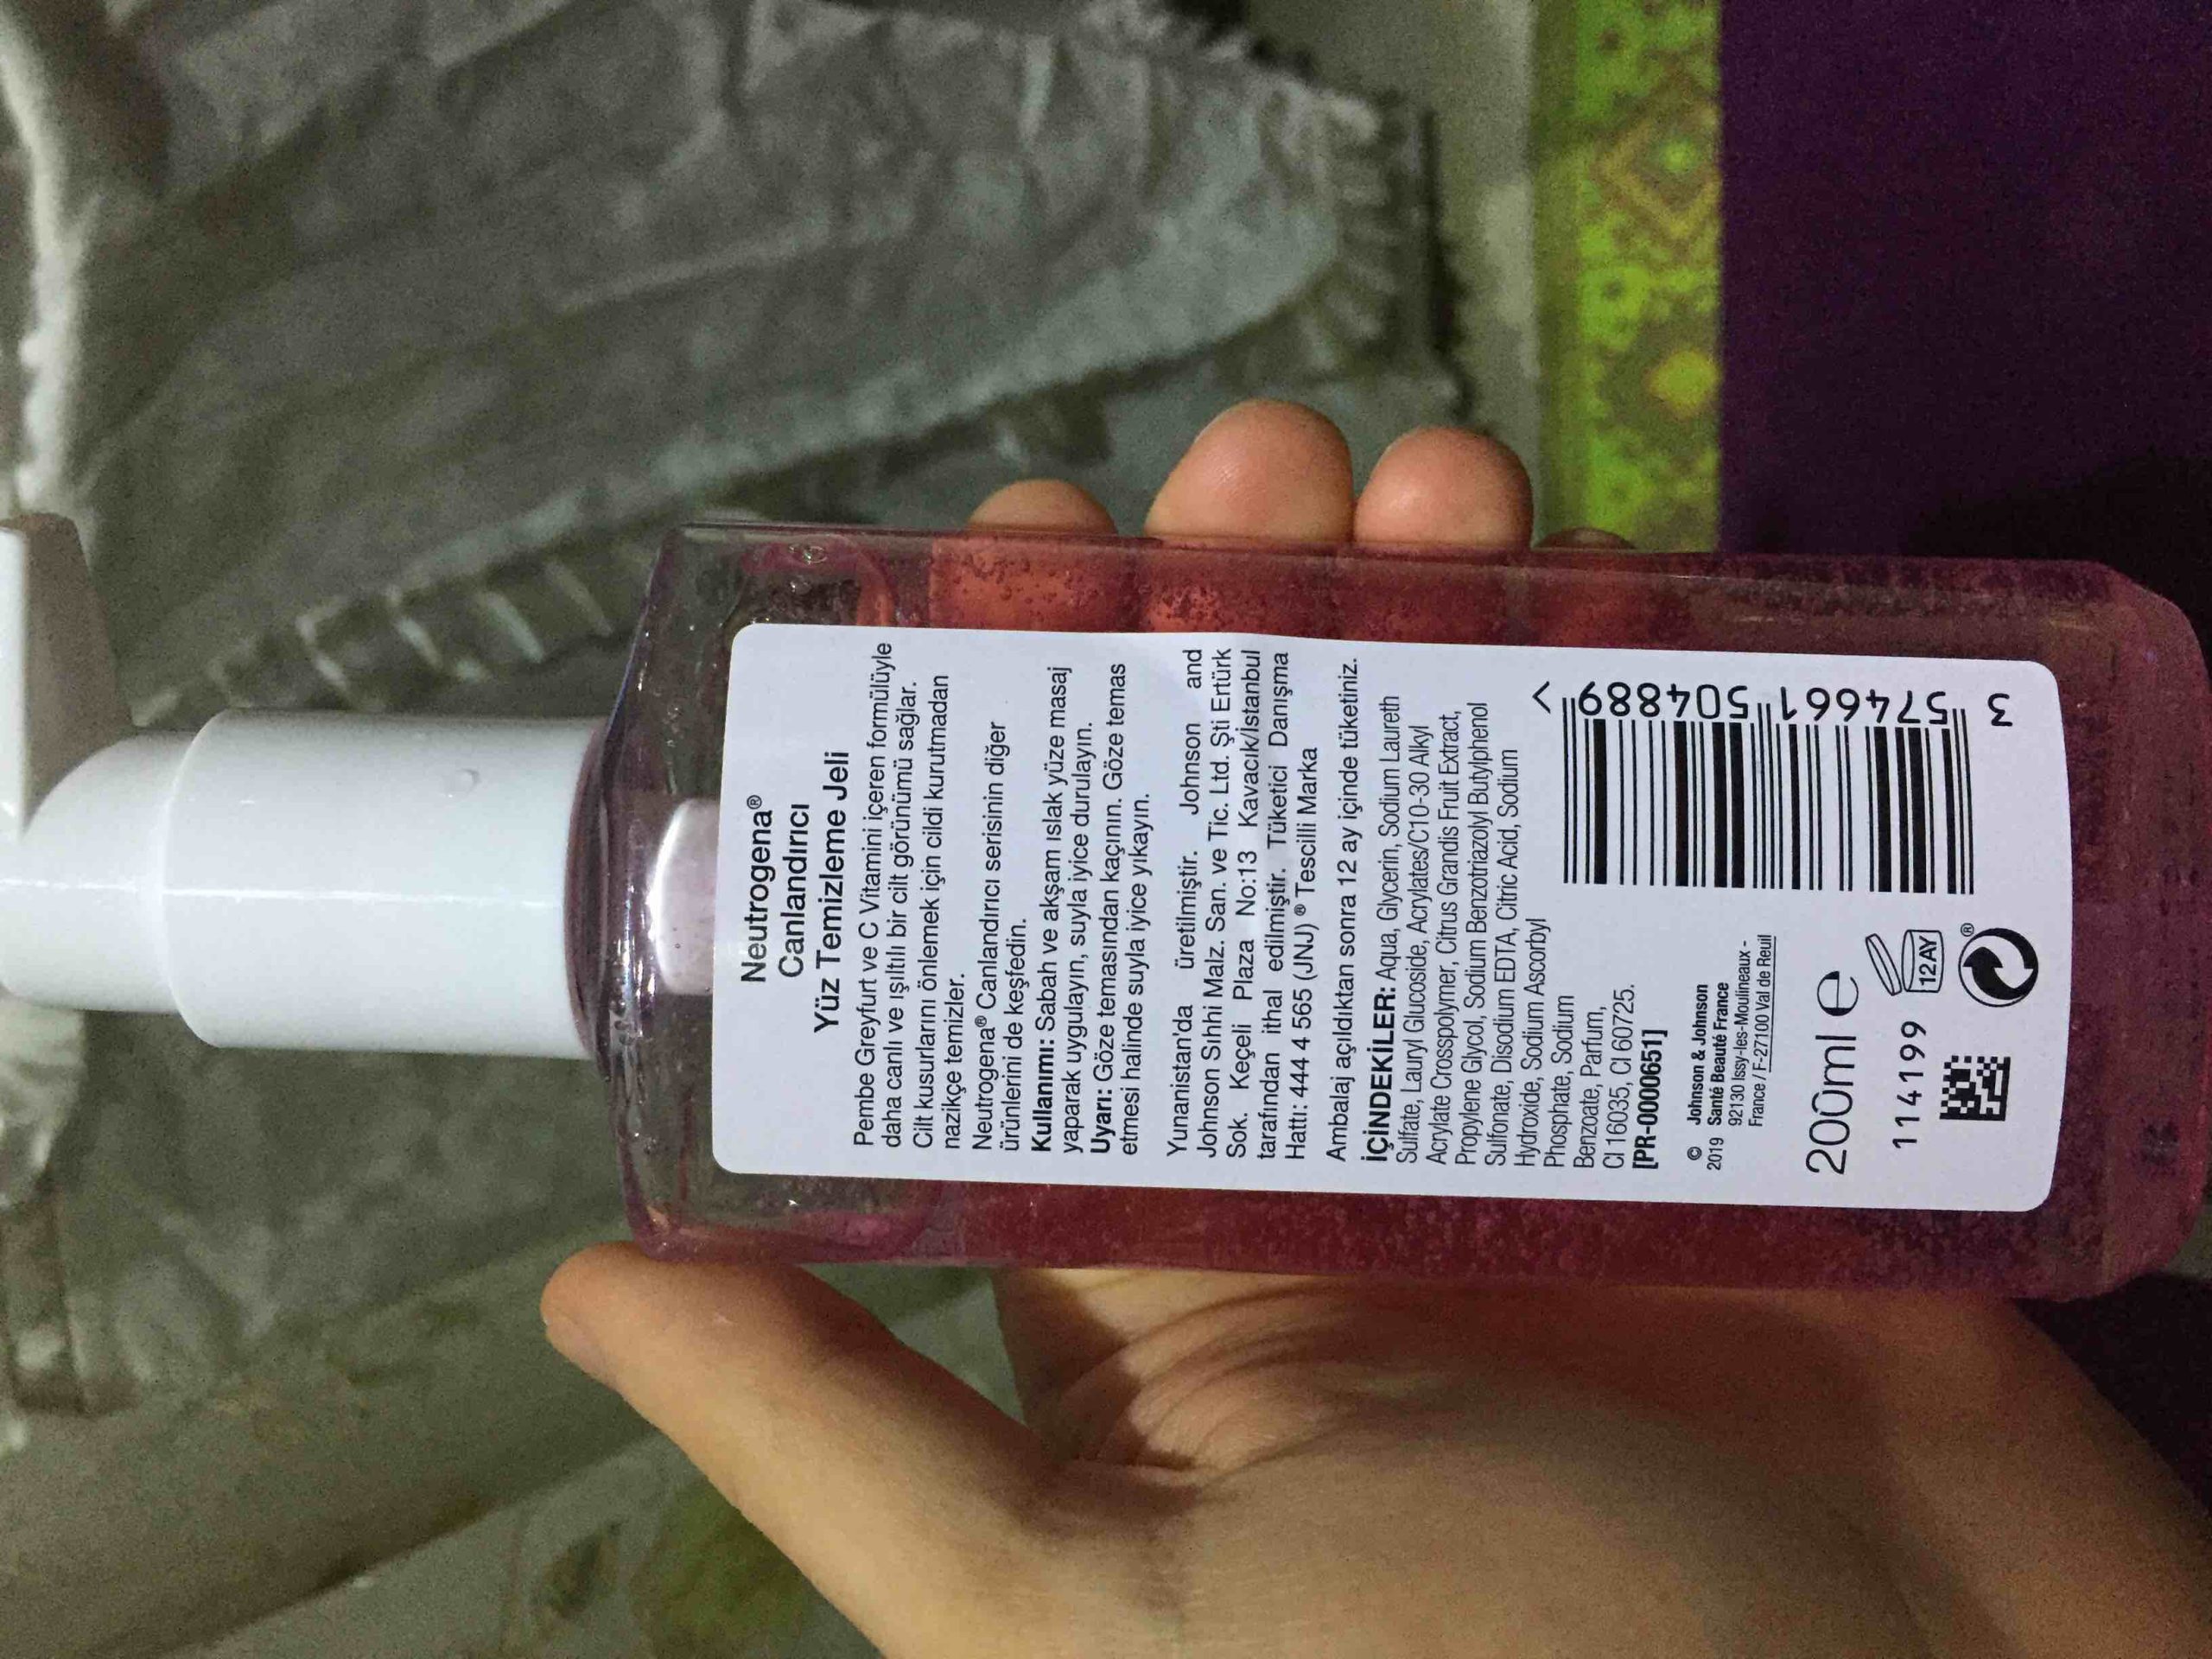 Neutrogena®
Canlandırıcı
Yüz Temizleme Jeli
Pembe Greyfurt ve C Vitamini içeren formülüyle
daha canlı ve ışıltılı bir cilt görünümü sağlar.
Cilt kusurlarını önlemek için cildi kurutmadan
nazikçe temizler.
Neutrogena® Canlandırıcı serisinin diğer
ürünlerini de keşfedin.
Kullanımı: Sabah ve akşam ıslak yüze masaj
yaparak uygulayın, suyla iyice durulayın.
Uyarı: Göze temasından kaçının. Göze temas
etmesi halinde suyla iyice yıkayın.
Yunanistan'da üretilmiştir. Johnson and
Johnson Sıhhi Malz. San. ve Tic. Ltd. Şti Ertürk
Sok. Keçeli Plaza No:13 Kavacık/İstanbul
tarafından ithal edilmiştir. Tüketici Danışma
Hattı: 444 4 565 (JNJ) ® Tescilli Marka
Ambalaj açıldıktan sonra 12 ay içinde tüketiniz.
İÇİNDEKİLER: Aqua, Glycerin, Sodium Laureth
Sulfate, Lauryl Glucoside, Acrylates/C10-30 Alkyl
Acrylate Crosspolymer, Citrus Grandis Fruit Extract,
Propylene Glycol, Sodium Benzotriazolyl Butylphenol
Sulfonate, Disodium EDTA, Citric Acid, Sodium
Hydroxide, Sodium Ascorbyl
Phosphate, Sodium
Benzoate, Parfum,
CI 16035, CI 60725.
[PR-0000651]
© Johnson & Johnson
2019 Santé Beauté France
92130 Issy-les-Moulineaux -
France / F-27100 Val de Reuil
200ml e
114199
12AY
®
3 574661 504889 >